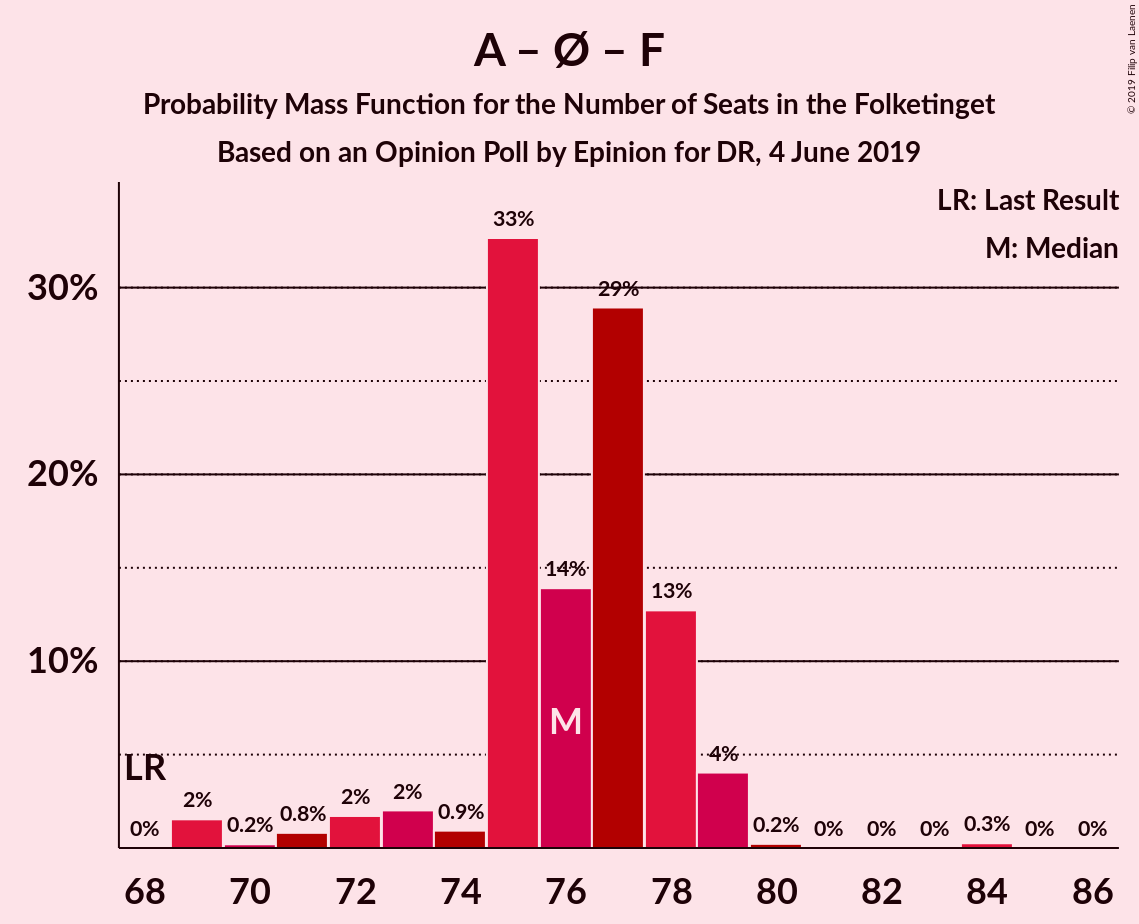 A – Ø – F
Probability Mass Function for the Number of Seats in the Folketinget
Based on an Opinion Poll by Epinion for DR, 4 June 2019
© 2019 Filip van Laenen
LR: Last Result
M: Median
33%
30%
29%
20%
14%
13%
10%
M
LR
4%
0%
2%
0.2%
0.8%
2%
2%
0.9%
0.2%
0%
0%
0%
0.3%
0%
0%
68 70 72 74 76 78 80 82 84 86